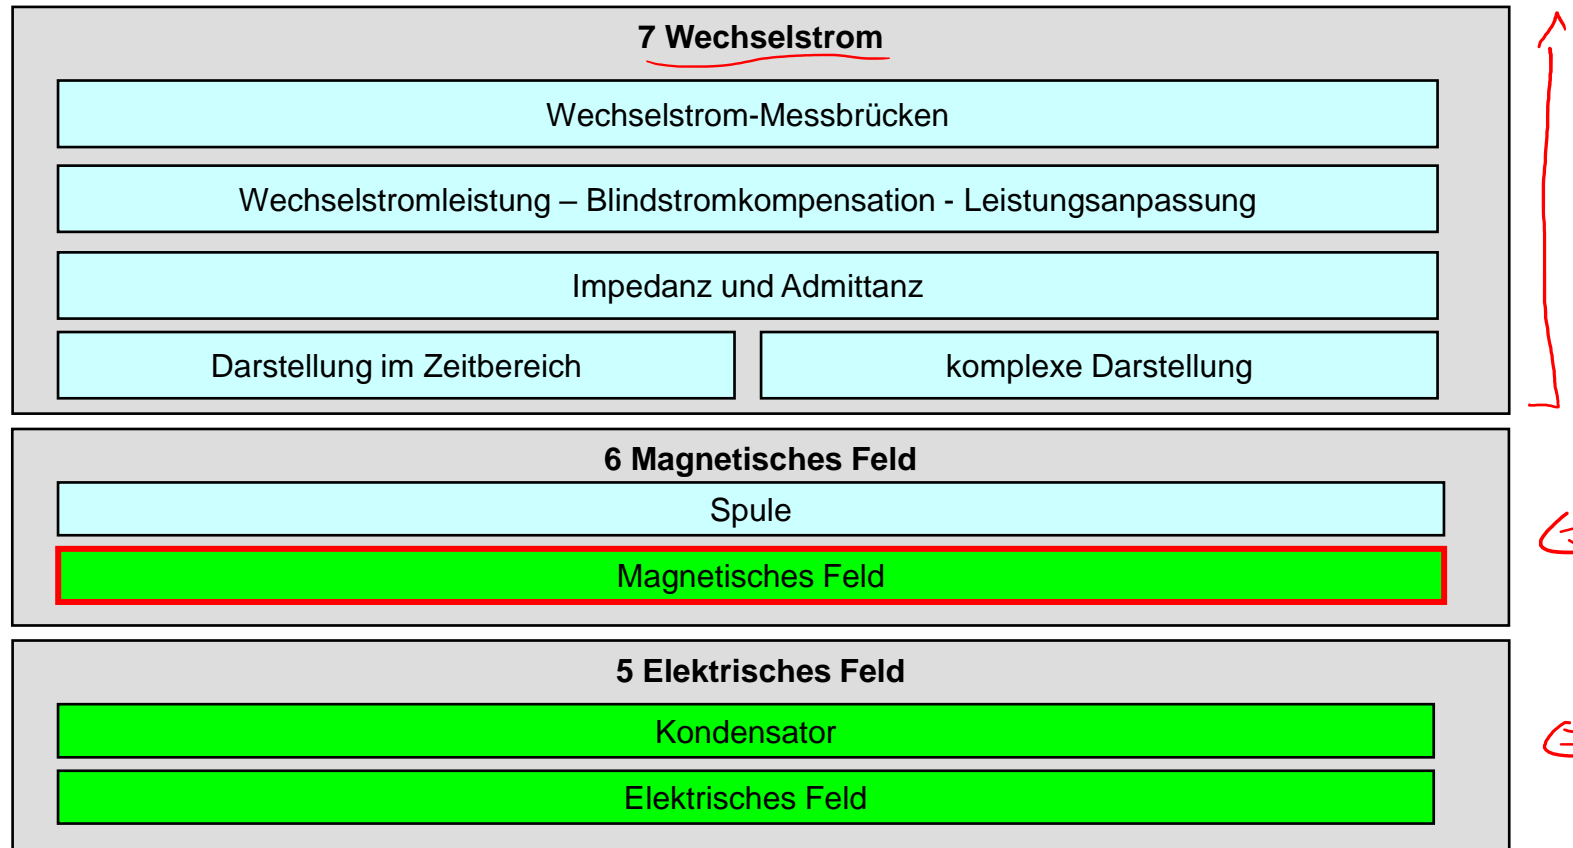 7 Wechselstrom
Wechselstrom-Messbrücken
Wechselstromleistung – Blindstromkompensation - Leistungsanpassung
Impedanz und Admittanz
Darstellung im Zeitbereich
komplexe Darstellung
6 Magnetisches Feld
Spule
Magnetisches Feld
5 Elektrisches Feld
Kondensator
Elektrisches Feld